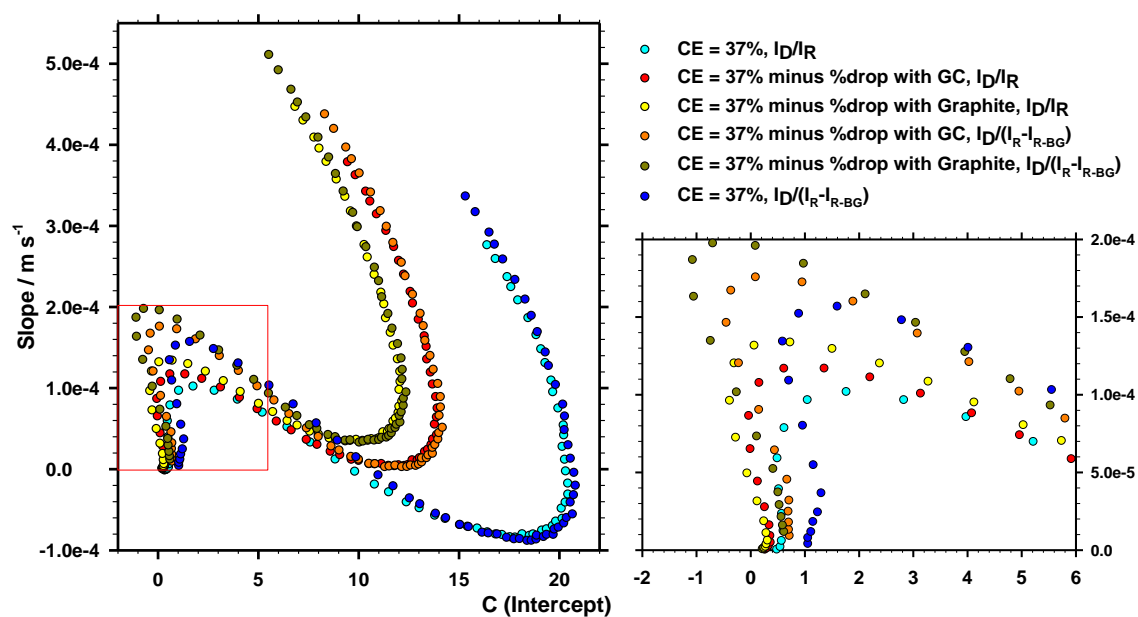 5.0e-4
4.0e-4
3.0e-4
2.0e-4
1.0e-4
0.0
-1.0e-4
Slope / m s⁻¹
0 5 10 15 20
C (Intercept)
CE = 37%, ID/IR
CE = 37% minus %drop with GC, ID/IR
CE = 37% minus %drop with Graphite, ID/IR
CE = 37% minus %drop with GC, ID/(IR-IR-BG)
CE = 37% minus %drop with Graphite, ID/(IR-IR-BG)
CE = 37%, ID/(IR-IR-BG)
2.0e-4
1.5e-4
1.0e-4
5.0e-5
0.0
-2 -1 0 1 2 3 4 5 6